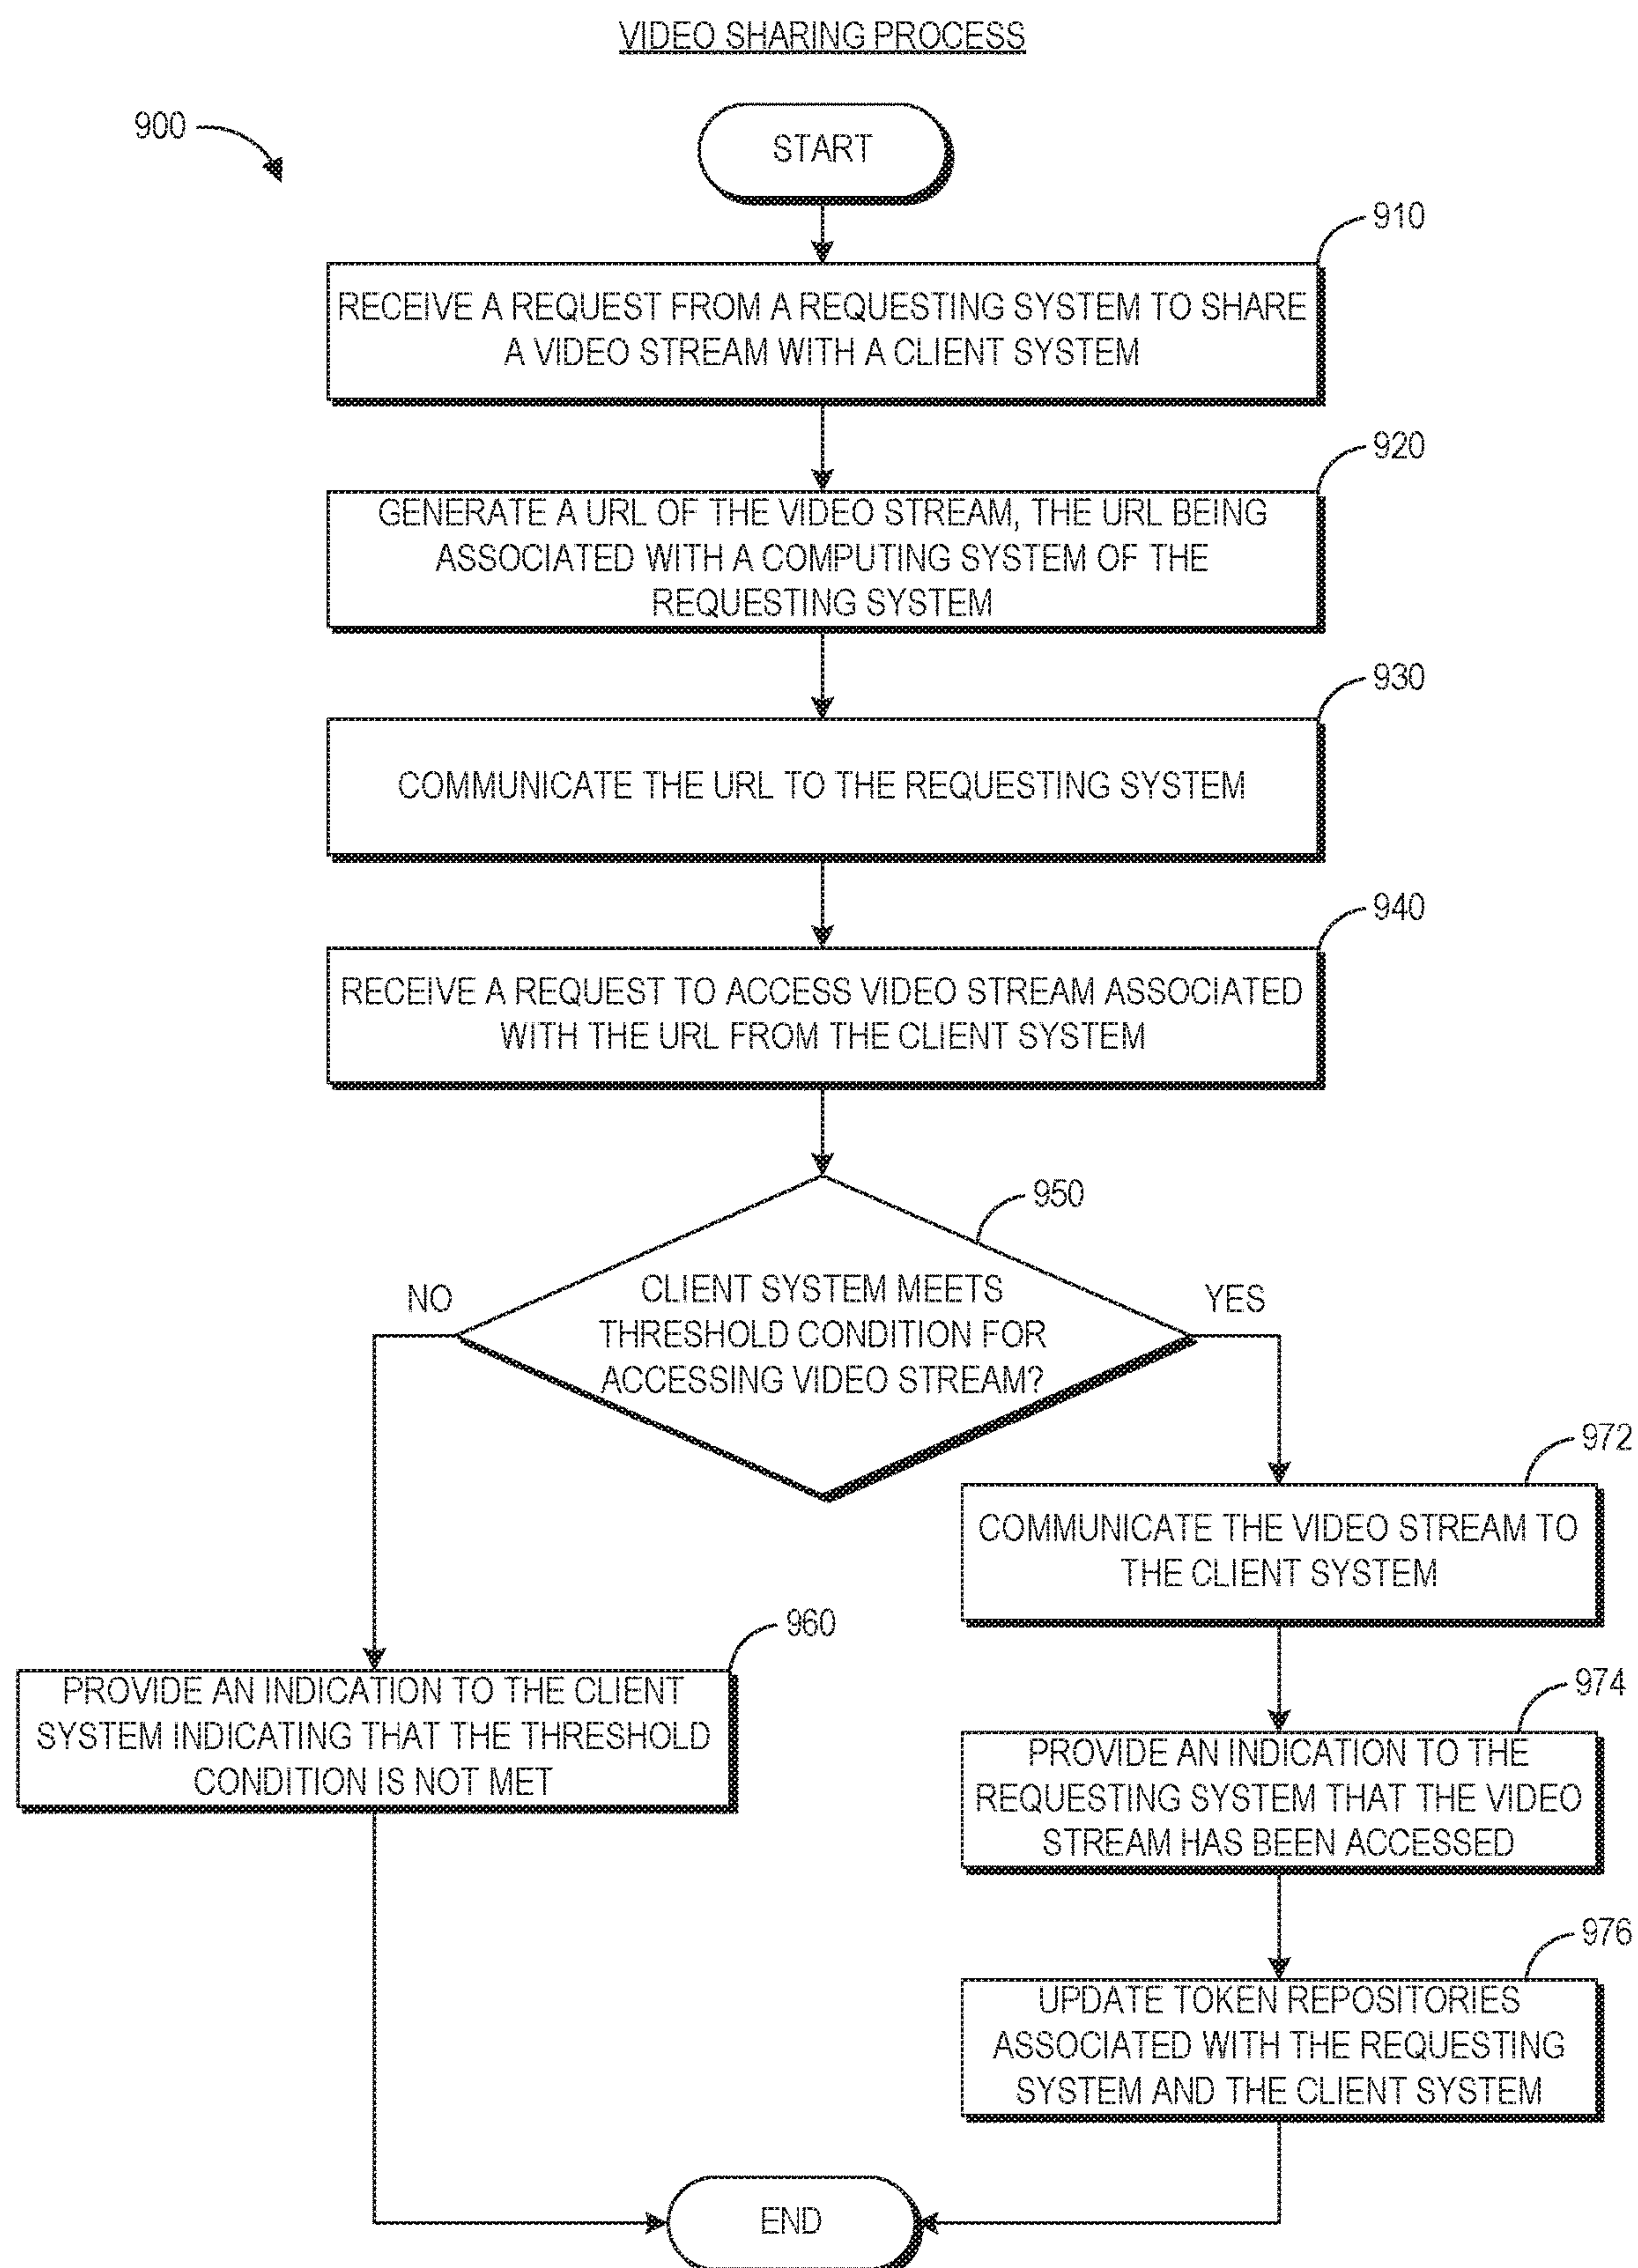 VIDEO SHARING PROCESS
900
START
910
RECEIVE A REQUEST FROM A REQUESTING SYSTEM TO SHARE
A VIDEO STREAM WITH A CLIENT SYSTEM
920
GENERATE A URL OF THE VIDEO STREAM, THE URL BEING
ASSOCIATED WITH A COMPUTING SYSTEM OF THE
REQUESTING SYSTEM
930
COMMUNICATE THE URL TO THE REQUESTING SYSTEM
940
RECEIVE A REQUEST TO ACCESS VIDEO STREAM ASSOCIATED
WITH THE URL FROM THE CLIENT SYSTEM
950
CLIENT SYSTEM MEETS
THRESHOLD CONDITION FOR
ACCESSING VIDEO STREAM?
NO
YES
972
COMMUNICATE THE VIDEO STREAM TO
THE CLIENT SYSTEM
960
PROVIDE AN INDICATION TO THE CLIENT
SYSTEM INDICATING THAT THE THRESHOLD
CONDITION IS NOT MET
974
PROVIDE AN INDICATION TO THE
REQUESTING SYSTEM THAT THE VIDEO
STREAM HAS BEEN ACCESSED
976
UPDATE TOKEN REPOSITORIES
ASSOCIATED WITH THE REQUESTING
SYSTEM AND THE CLIENT SYSTEM
END